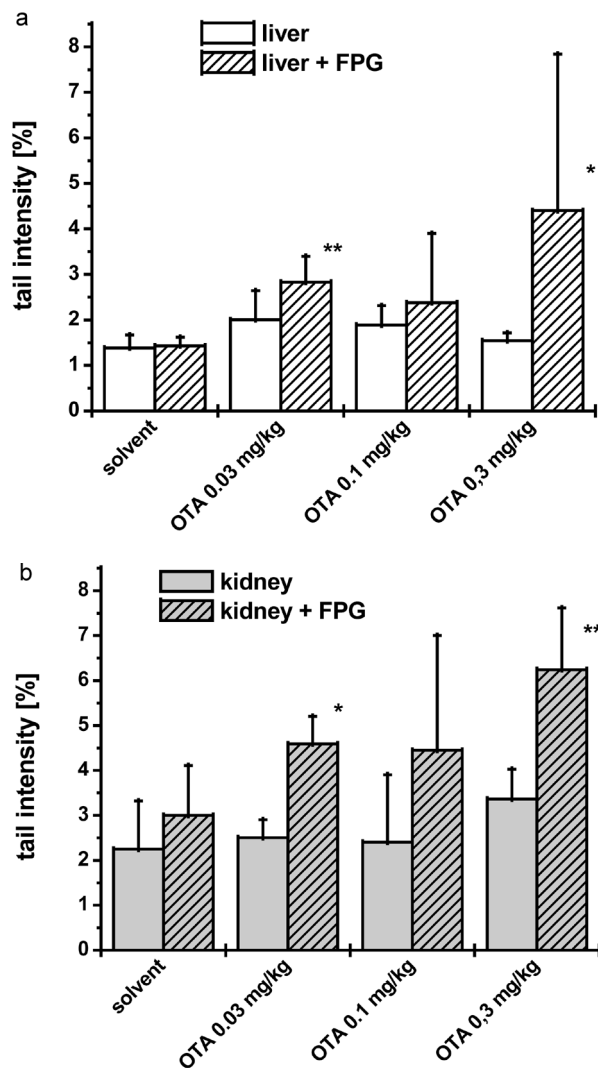 a
liver
liver + FPG
tail intensity [%]
8
7
6
5
4
3
2
1
0
**
*
solvent
OTA 0.03 mg/kg
OTA 0.1 mg/kg
OTA 0,3 mg/kg
b
kidney
kidney + FPG
tail intensity [%]
8
7
6
5
4
3
2
1
0
*
**
solvent
OTA 0.03 mg/kg
OTA 0.1 mg/kg
OTA 0,3 mg/kg